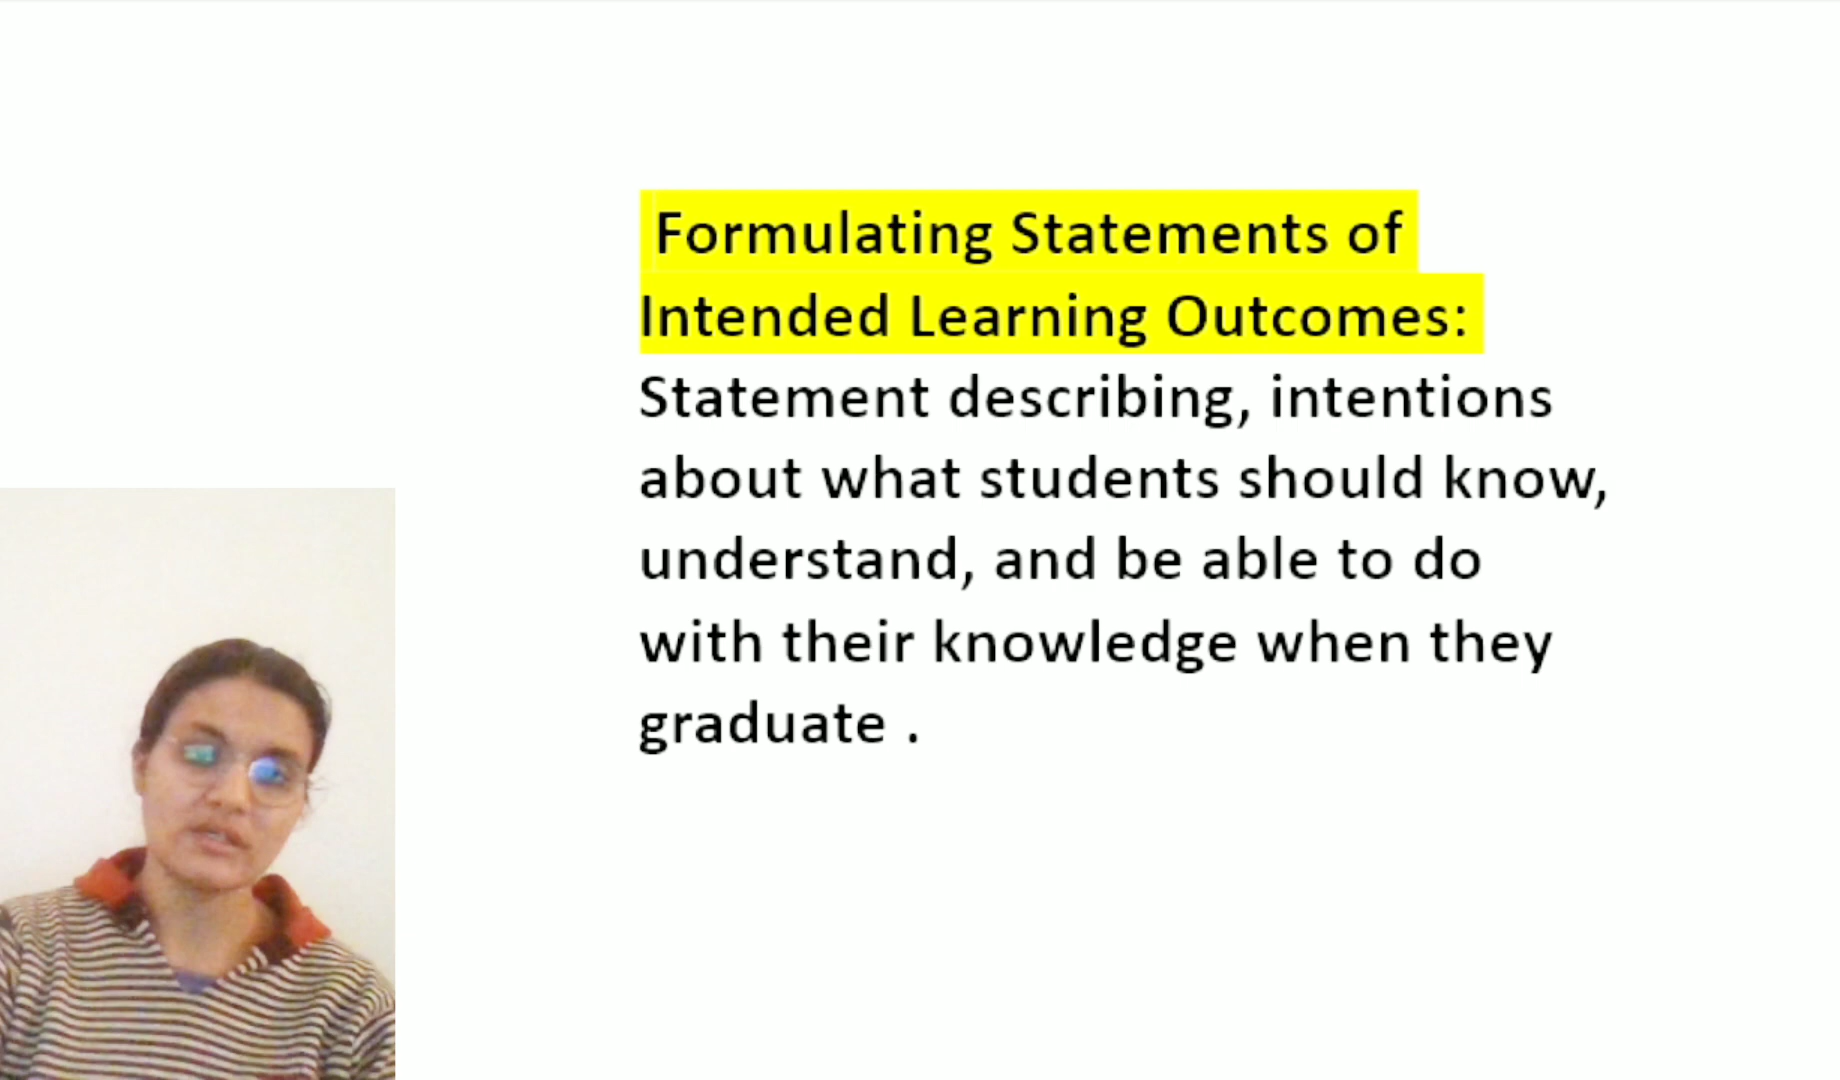 Formulating Statements of
Intended Learning Outcomes:
Statement describing, intentions
about what students should know,
understand, and be able to do
with their knowledge when they
graduate .